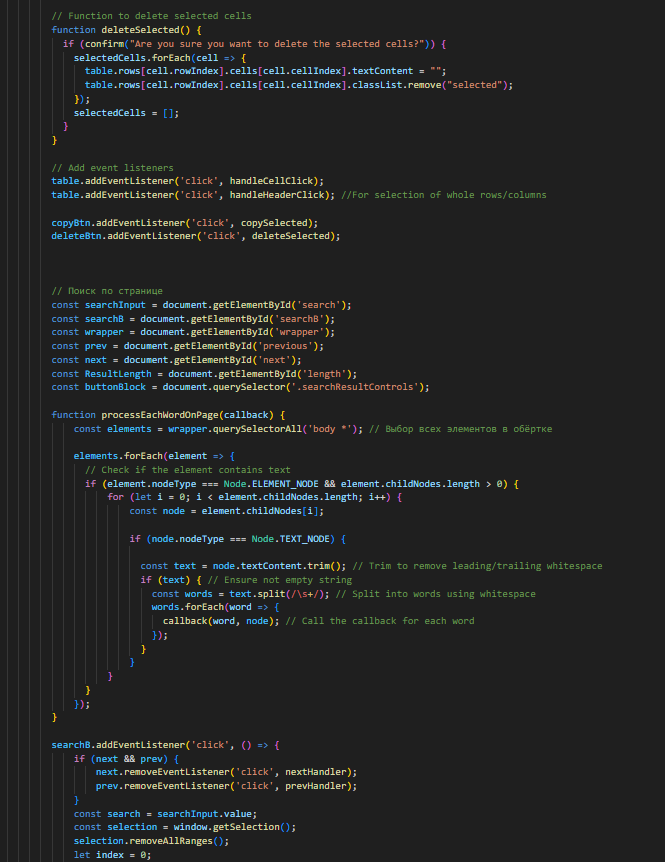 // Function to delete selected cells
function deleteSelected() {
if (confirm("Are you sure you want to delete the selected cells?")) {
selectedCells.forEach(cell => {
table.rows[cell.rowIndex].cells[cell.cellIndex].textContent = "";
table.rows[cell.rowIndex].cells[cell.cellIndex].classList.remove("selected");
});
selectedCells = [];
}
}
// Add event listeners
table.addEventListener('click', handleCellClick);
table.addEventListener('click', handleHeaderClick); //For selection of whole rows/columns
copyBtn.addEventListener('click', copySelected);
deleteBtn.addEventListener('click', deleteSelected);
// Поиск по странице
const searchInput = document.getElementById('search');
const searchB = document.getElementById('searchB');
const wrapper = document.getElementById('wrapper');
const prev = document.getElementById('previous');
const next = document.getElementById('next');
const ResultLength = document.getElementById('length');
const buttonBlock = document.querySelector('.searchResultControls');
function processEachWordOnPage(callback) {
const elements = wrapper.querySelectorAll('body *'); // Выбор всех элементов в обёртке
elements.forEach(element => {
// Check if the element contains text
if (element.nodeType === Node.ELEMENT_NODE && element.childNodes.length > 0) {
for (let i = 0; i < element.childNodes.length; i++) {
const node = element.childNodes[i];
if (node.nodeType === Node.TEXT_NODE) {
const text = node.textContent.trim(); // Trim to remove leading/trailing whitespace
if (text) { // Ensure not empty string
const words = text.split(/\s+/); // Split into words using whitespace
words.forEach(word => {
callback(word, node); // Call the callback for each word
});
}
}
}
}
});
}
searchB.addEventListener('click', () => {
if (next && prev) {
next.removeEventListener('click', nextHandler);
prev.removeEventListener('click', prevHandler);
}
const search = searchInput.value;
const selection = window.getSelection();
selection.removeAllRanges();
let index = 0;